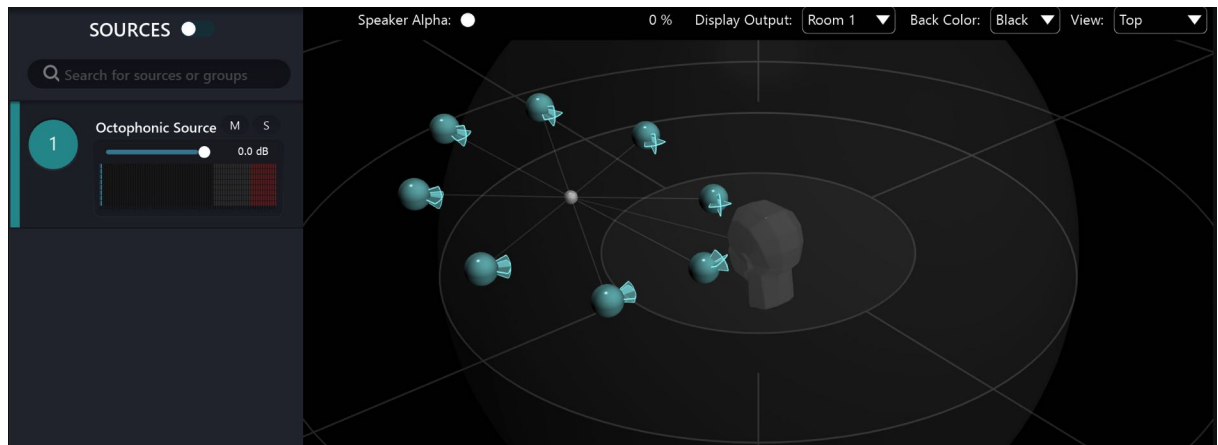 SOURCES
Speaker Alpha: 0 % Display Output: Room 1 Back Color: Black View: Top
Search for sources or groups
1 Octophonic Source M S
0.0 dB